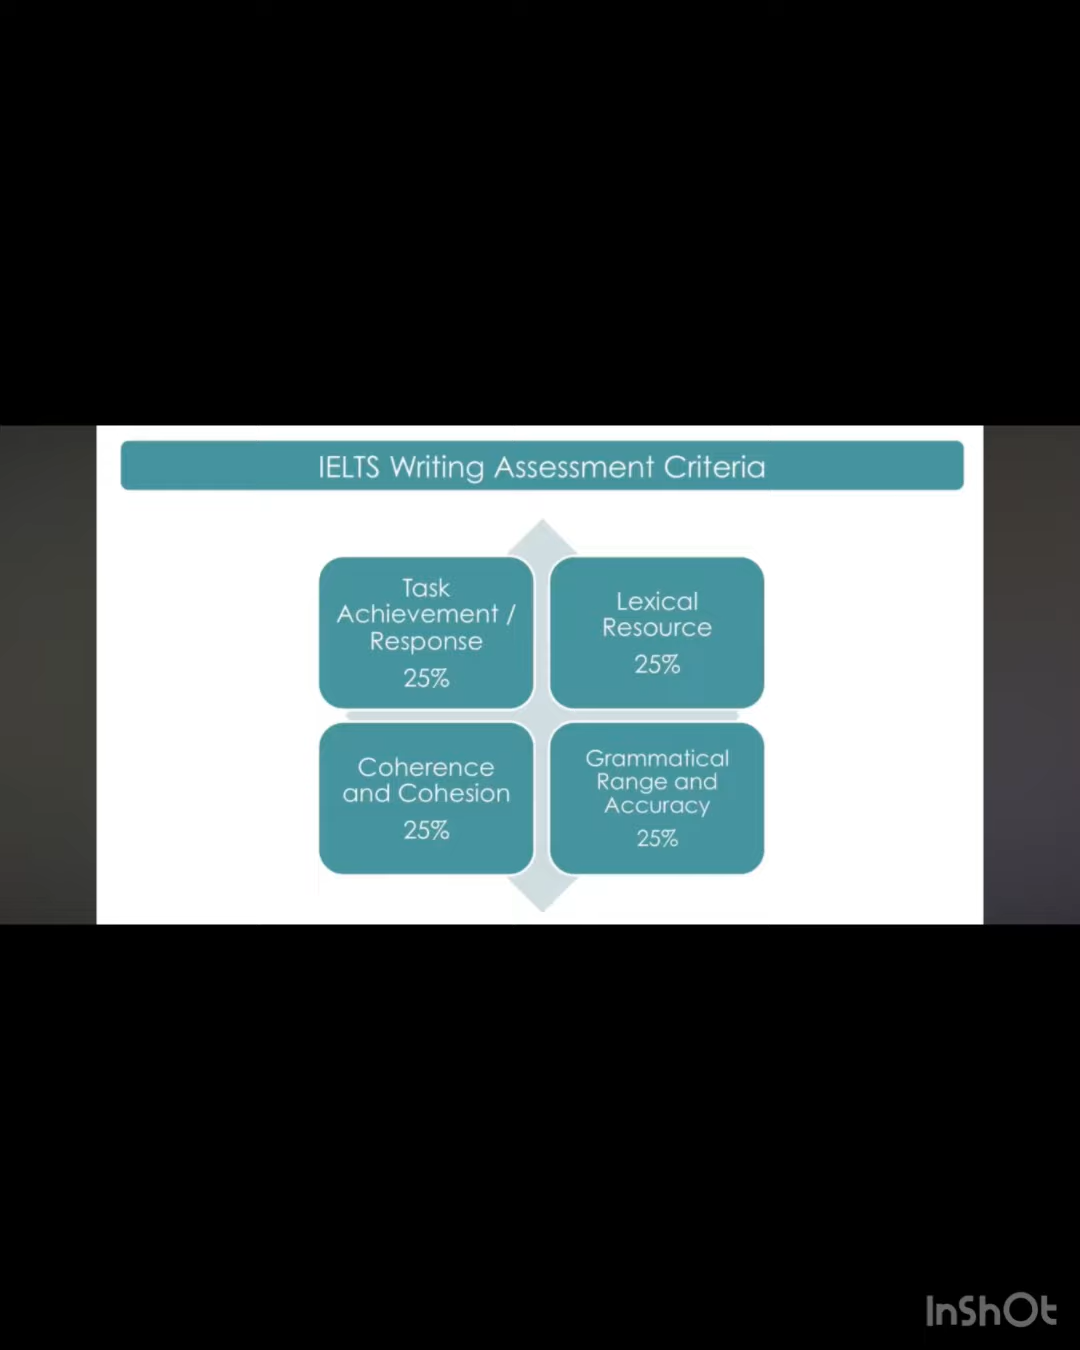 IELTS Writing Assessment Criteria
Task
Achievement /
Response
25%
Lexical
Resource
25%
Coherence
and Cohesion
25%
Grammatical
Range and
Accuracy
25%
InShOt